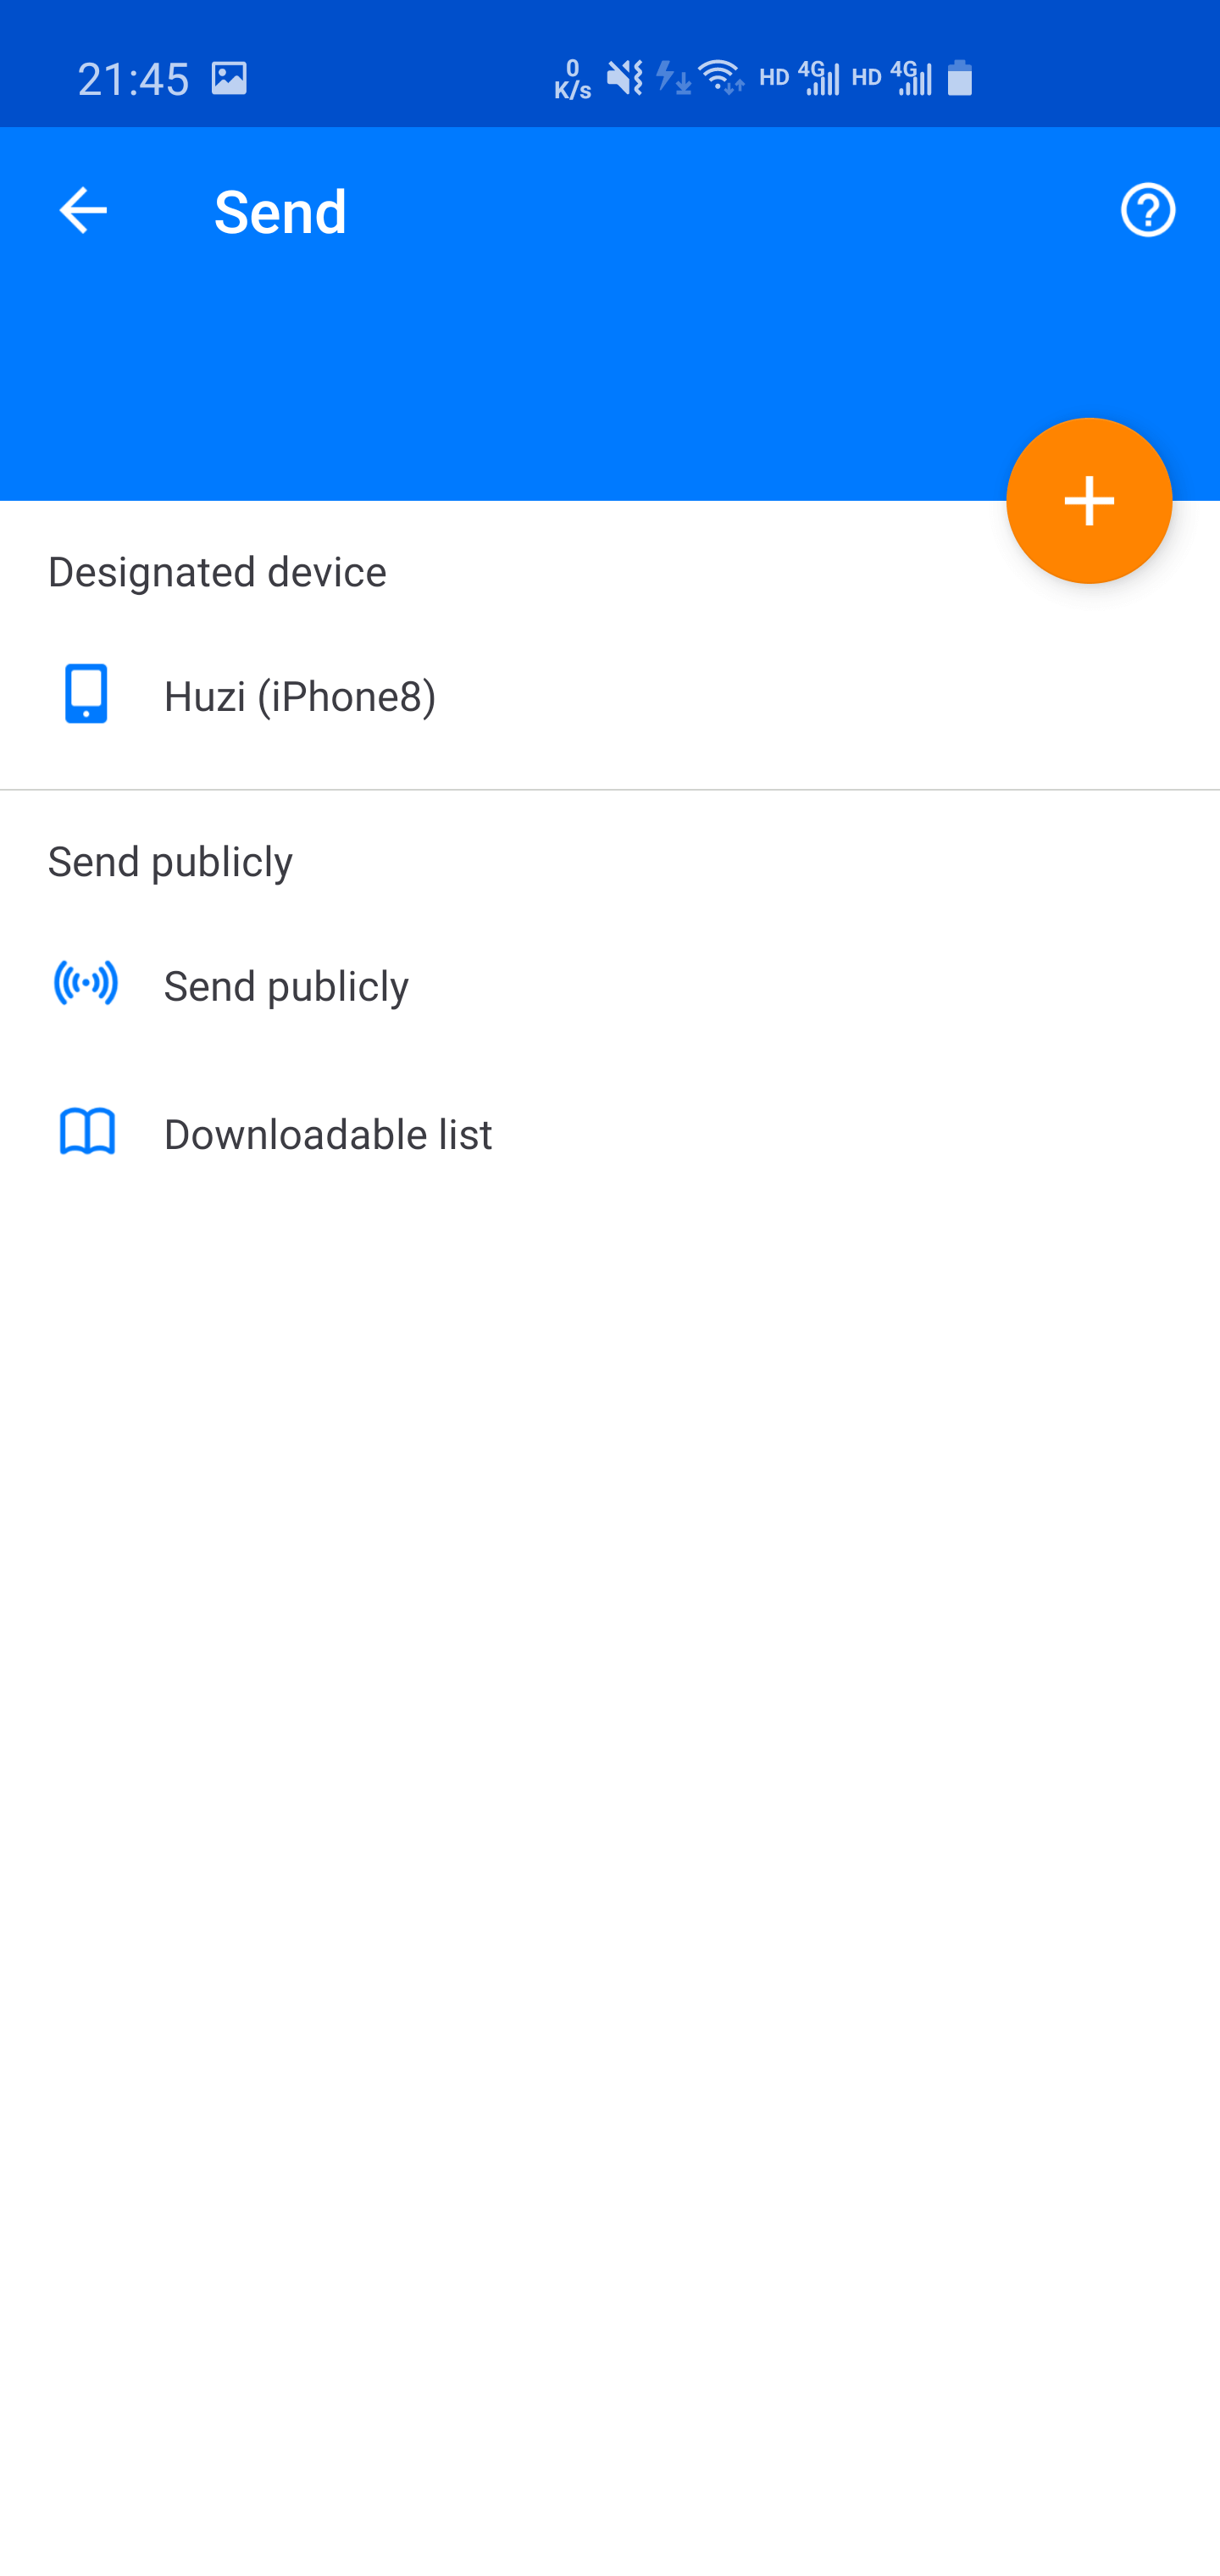 21:45 0 K/s HD 4G HD 4G
Send
Designated device
Huzi (iPhone8)
Send publicly
Send publicly
Downloadable list